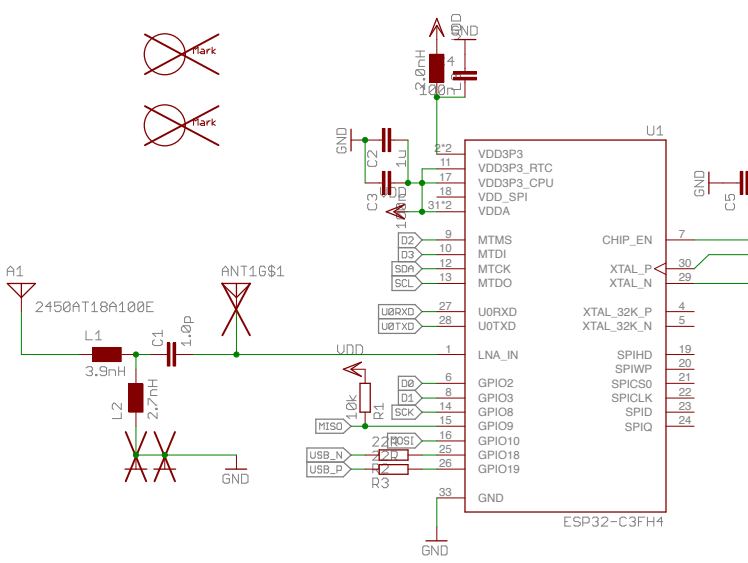 Mark
Mark
VDD
GND
2.0nH
100n
U1
GND
C2
1u
C3
VDD
2*2
VDD3P3
11
VDD3P3_RTC
17
VDD3P3_CPU
18
VDD_SPI
31*2
VDDA
GND
C5
D2
9
MTMS
D3
10
MTDI
SDA
12
MTCK
SCL
13
MTDO
CHIP_EN
7
XTAL_P
30
XTAL_N
29
A1
ANT1G$1
2450AT18A100E
U0RXD
27
U0RXD
U0TXD
28
U0TXD
XTAL_32K_P
4
XTAL_32K_N
5
L1
3.9nH
C1
1.0p
VDD
1
LNA_IN
SPIHD
19
SPIWP
20
SPICS0
21
SPICLK
22
SPID
23
SPIQ
24
L2
2.7nH
10k
R1
D0
6
GPIO2
D1
8
GPIO3
SCK
14
GPIO8
MISO
15
GPIO9
MOSI
16
GPIO10
22R
USB_N
22R
25
GPIO18
USB_P
R2
26
GPIO19
R3
GND
33
GND
GND
ESP32-C3FH4